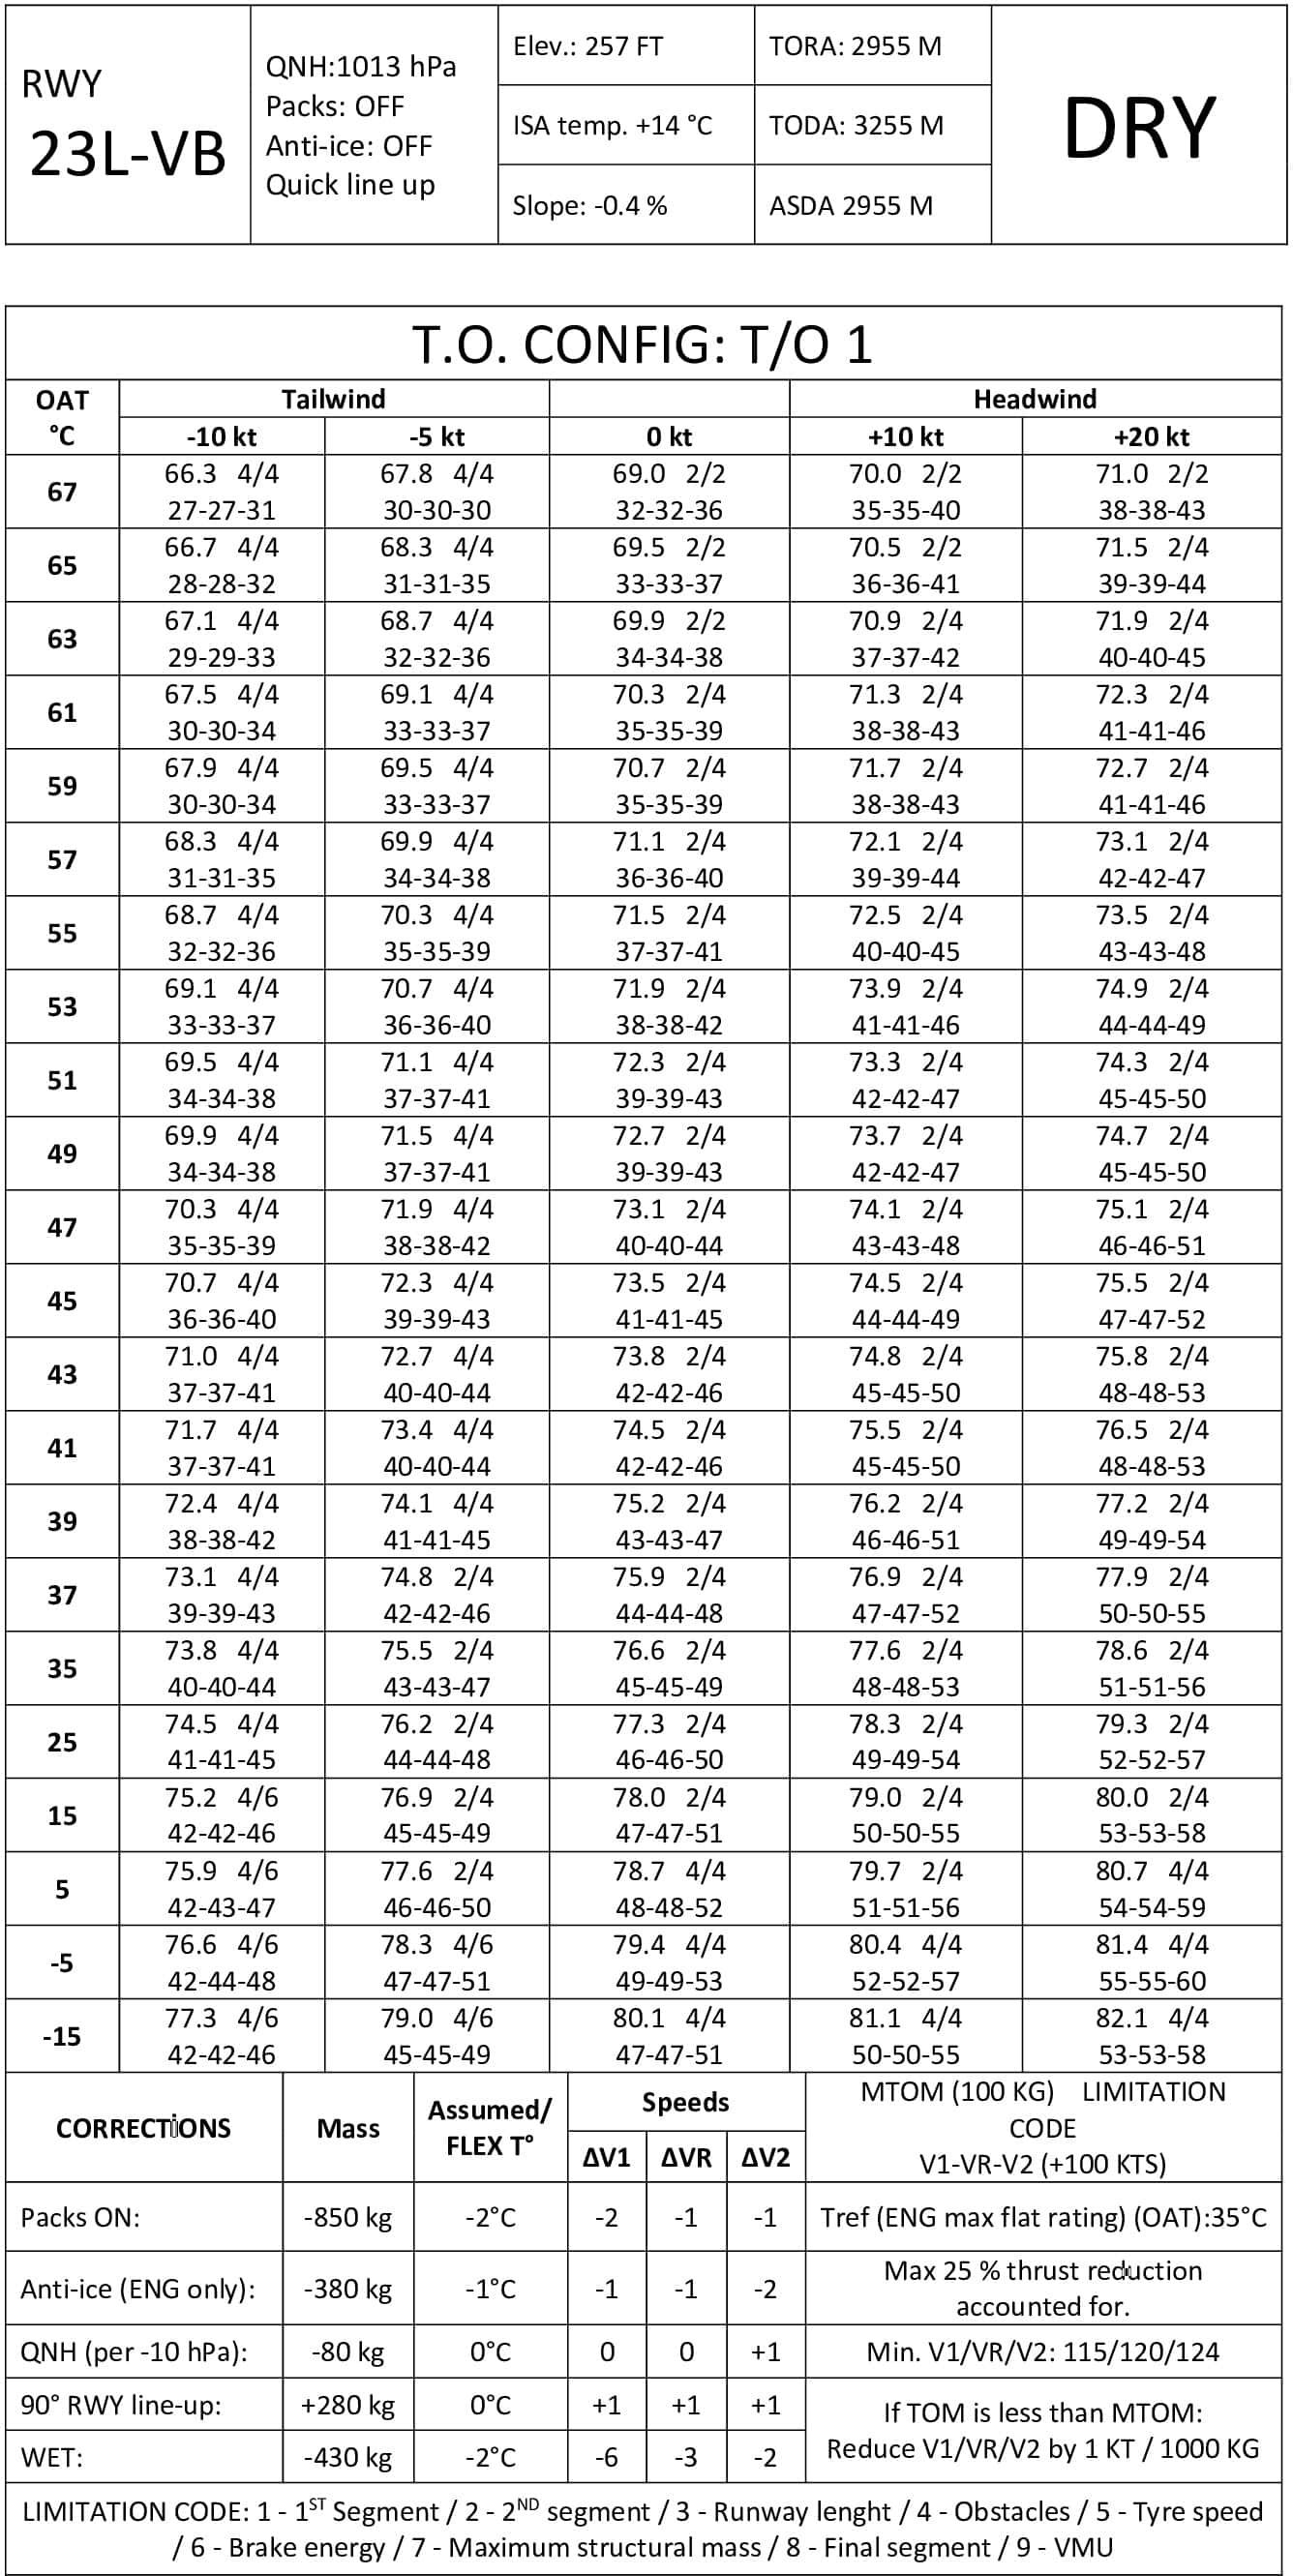 RWY
23L-VB
QNH:1013 hPa
Packs: OFF
Anti-ice: OFF
Quick line up
Elev.: 257 FT
TORA: 2955 M
ISA temp. +14 °C
TODA: 3255 M
Slope: -0.4 %
ASDA 2955 M
DRY
T.O. CONFIG: T/O 1
OAT Tailwind Headwind
°C -10 kt -5 kt 0 kt +10 kt +20 kt
67
66.3 4/4 67.8 4/4 69.0 2/2 70.0 2/2 71.0 2/2
27-27-31 30-30-30 32-32-36 35-35-40 38-38-43
65
66.7 4/4 68.3 4/4 69.5 2/2 70.5 2/2 71.5 2/4
28-28-32 31-31-35 33-33-37 36-36-41 39-39-44
63
67.1 4/4 68.7 4/4 69.9 2/2 70.9 2/4 71.9 2/4
29-29-33 32-32-36 34-34-38 37-37-42 40-40-45
61
67.5 4/4 69.1 4/4 70.3 2/4 71.3 2/4 72.3 2/4
30-30-34 33-33-37 35-35-39 38-38-43 41-41-46
59
67.9 4/4 69.5 4/4 70.7 2/4 71.7 2/4 72.7 2/4
30-30-34 33-33-37 35-35-39 38-38-43 41-41-46
57
68.3 4/4 69.9 4/4 71.1 2/4 72.1 2/4 73.1 2/4
31-31-35 34-34-38 36-36-40 39-39-44 42-42-47
55
68.7 4/4 70.3 4/4 71.5 2/4 72.5 2/4 73.5 2/4
32-32-36 35-35-39 37-37-41 40-40-45 43-43-48
53
69.1 4/4 70.7 4/4 71.9 2/4 73.9 2/4 74.9 2/4
33-33-37 36-36-40 38-38-42 41-41-46 44-44-49
51
69.5 4/4 71.1 4/4 72.3 2/4 73.3 2/4 74.3 2/4
34-34-38 37-37-41 39-39-43 42-42-47 45-45-50
49
69.9 4/4 71.5 4/4 72.7 2/4 73.7 2/4 74.7 2/4
34-34-38 37-37-41 39-39-43 42-42-47 45-45-50
47
70.3 4/4 71.9 4/4 73.1 2/4 74.1 2/4 75.1 2/4
35-35-39 38-38-42 40-40-44 43-43-48 46-46-51
45
70.7 4/4 72.3 4/4 73.5 2/4 74.5 2/4 75.5 2/4
36-36-40 39-39-43 41-41-45 44-44-49 47-47-52
43
71.0 4/4 72.7 4/4 73.8 2/4 74.8 2/4 75.8 2/4
37-37-41 40-40-44 42-42-46 45-45-50 48-48-53
41
71.7 4/4 73.4 4/4 74.5 2/4 75.5 2/4 76.5 2/4
37-37-41 40-40-44 42-42-46 45-45-50 48-48-53
39
72.4 4/4 74.1 4/4 75.2 2/4 76.2 2/4 77.2 2/4
38-38-42 41-41-45 43-43-47 46-46-51 49-49-54
37
73.1 4/4 74.8 2/4 75.9 2/4 76.9 2/4 77.9 2/4
39-39-43 42-42-46 44-44-48 47-47-52 50-50-55
35
73.8 4/4 75.5 2/4 76.6 2/4 77.6 2/4 78.6 2/4
40-40-44 43-43-47 45-45-49 48-48-53 51-51-56
25
74.5 4/4 76.2 2/4 77.3 2/4 78.3 2/4 79.3 2/4
41-41-45 44-44-48 46-46-50 49-49-54 52-52-57
15
75.2 4/6 76.9 2/4 78.0 2/4 79.0 2/4 80.0 2/4
42-42-46 45-45-49 47-47-51 50-50-55 53-53-58
5
75.9 4/6 77.6 2/4 78.7 4/4 79.7 2/4 80.7 4/4
42-43-47 46-46-50 48-48-52 51-51-56 54-54-59
-5
76.6 4/6 78.3 4/6 79.4 4/4 80.4 4/4 81.4 4/4
42-44-48 47-47-51 49-49-53 52-52-57 55-55-60
-15
77.3 4/6 79.0 4/6 80.1 4/4 81.1 4/4 82.1 4/4
42-42-46 45-45-49 47-47-51 50-50-55 53-53-58
CORRECTİONS
Mass
Assumed/
FLEX T°
Speeds
ΔV1 ΔVR ΔV2
MTOM (100 KG) LIMITATION
CODE
V1-VR-V2 (+100 KTS)
Packs ON: -850 kg -2°C -2 -1 -1
Tref (ENG max flat rating) (OAT):35°C
Anti-ice (ENG only): -380 kg -1°C -1 -1 -2
Max 25 % thrust reduction
accounted for.
QNH (per -10 hPa): -80 kg 0°C 0 0 +1
Min. V1/VR/V2: 115/120/124
90° RWY line-up: +280 kg 0°C +1 +1 +1
WET: -430 kg -2°C -6 -3 -2
If TOM is less than MTOM:
Reduce V1/VR/V2 by 1 KT / 1000 KG
LIMITATION CODE: 1 - 1ST Segment / 2 - 2ND segment / 3 - Runway lenght / 4 - Obstacles / 5 - Tyre speed
/ 6 - Brake energy / 7 - Maximum structural mass / 8 - Final segment / 9 - VMU